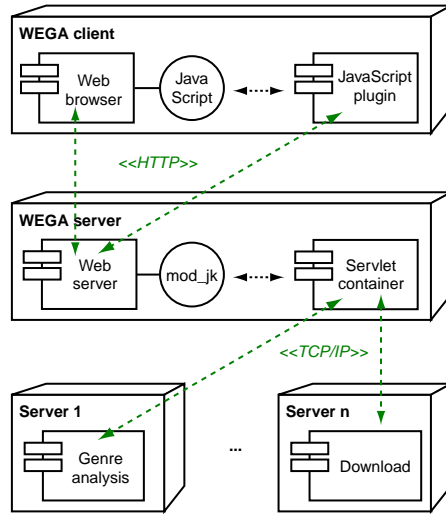 WEGA client
Web
browser
Java
Script
JavaScript
plugin
<<HTTP>>
WEGA server
Web
server
mod_jk
Servlet
container
<<TCP/IP>>
Server 1
Genre
analysis
...
Server n
Download